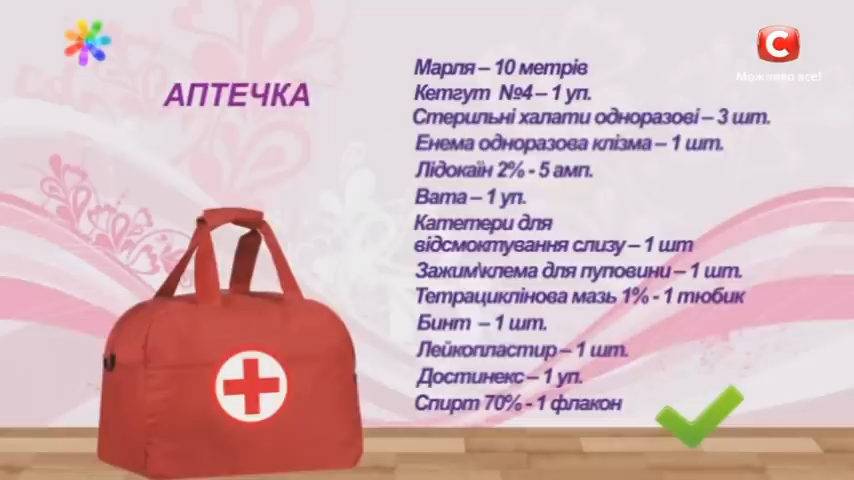 АПТЕЧКА
Марля – 10 метрів
Кетгут №4 – 1 уп.
Стерильні халати одноразові – 3 шт.
Енема одноразова клізма – 1 шт.
Лідокаїн 2% - 5 амп.
Вата – 1 уп.
Катетери для
відсмоктування слизу – 1 шт
Зажим\клема для пуповини – 1 шт.
Тетрациклінова мазь 1% - 1 тюбик
Бинт – 1 шт.
Лейкопластир – 1 шт.
Достинекс – 1 уп.
Спирт 70% - 1 флакон
С
Можливо все!